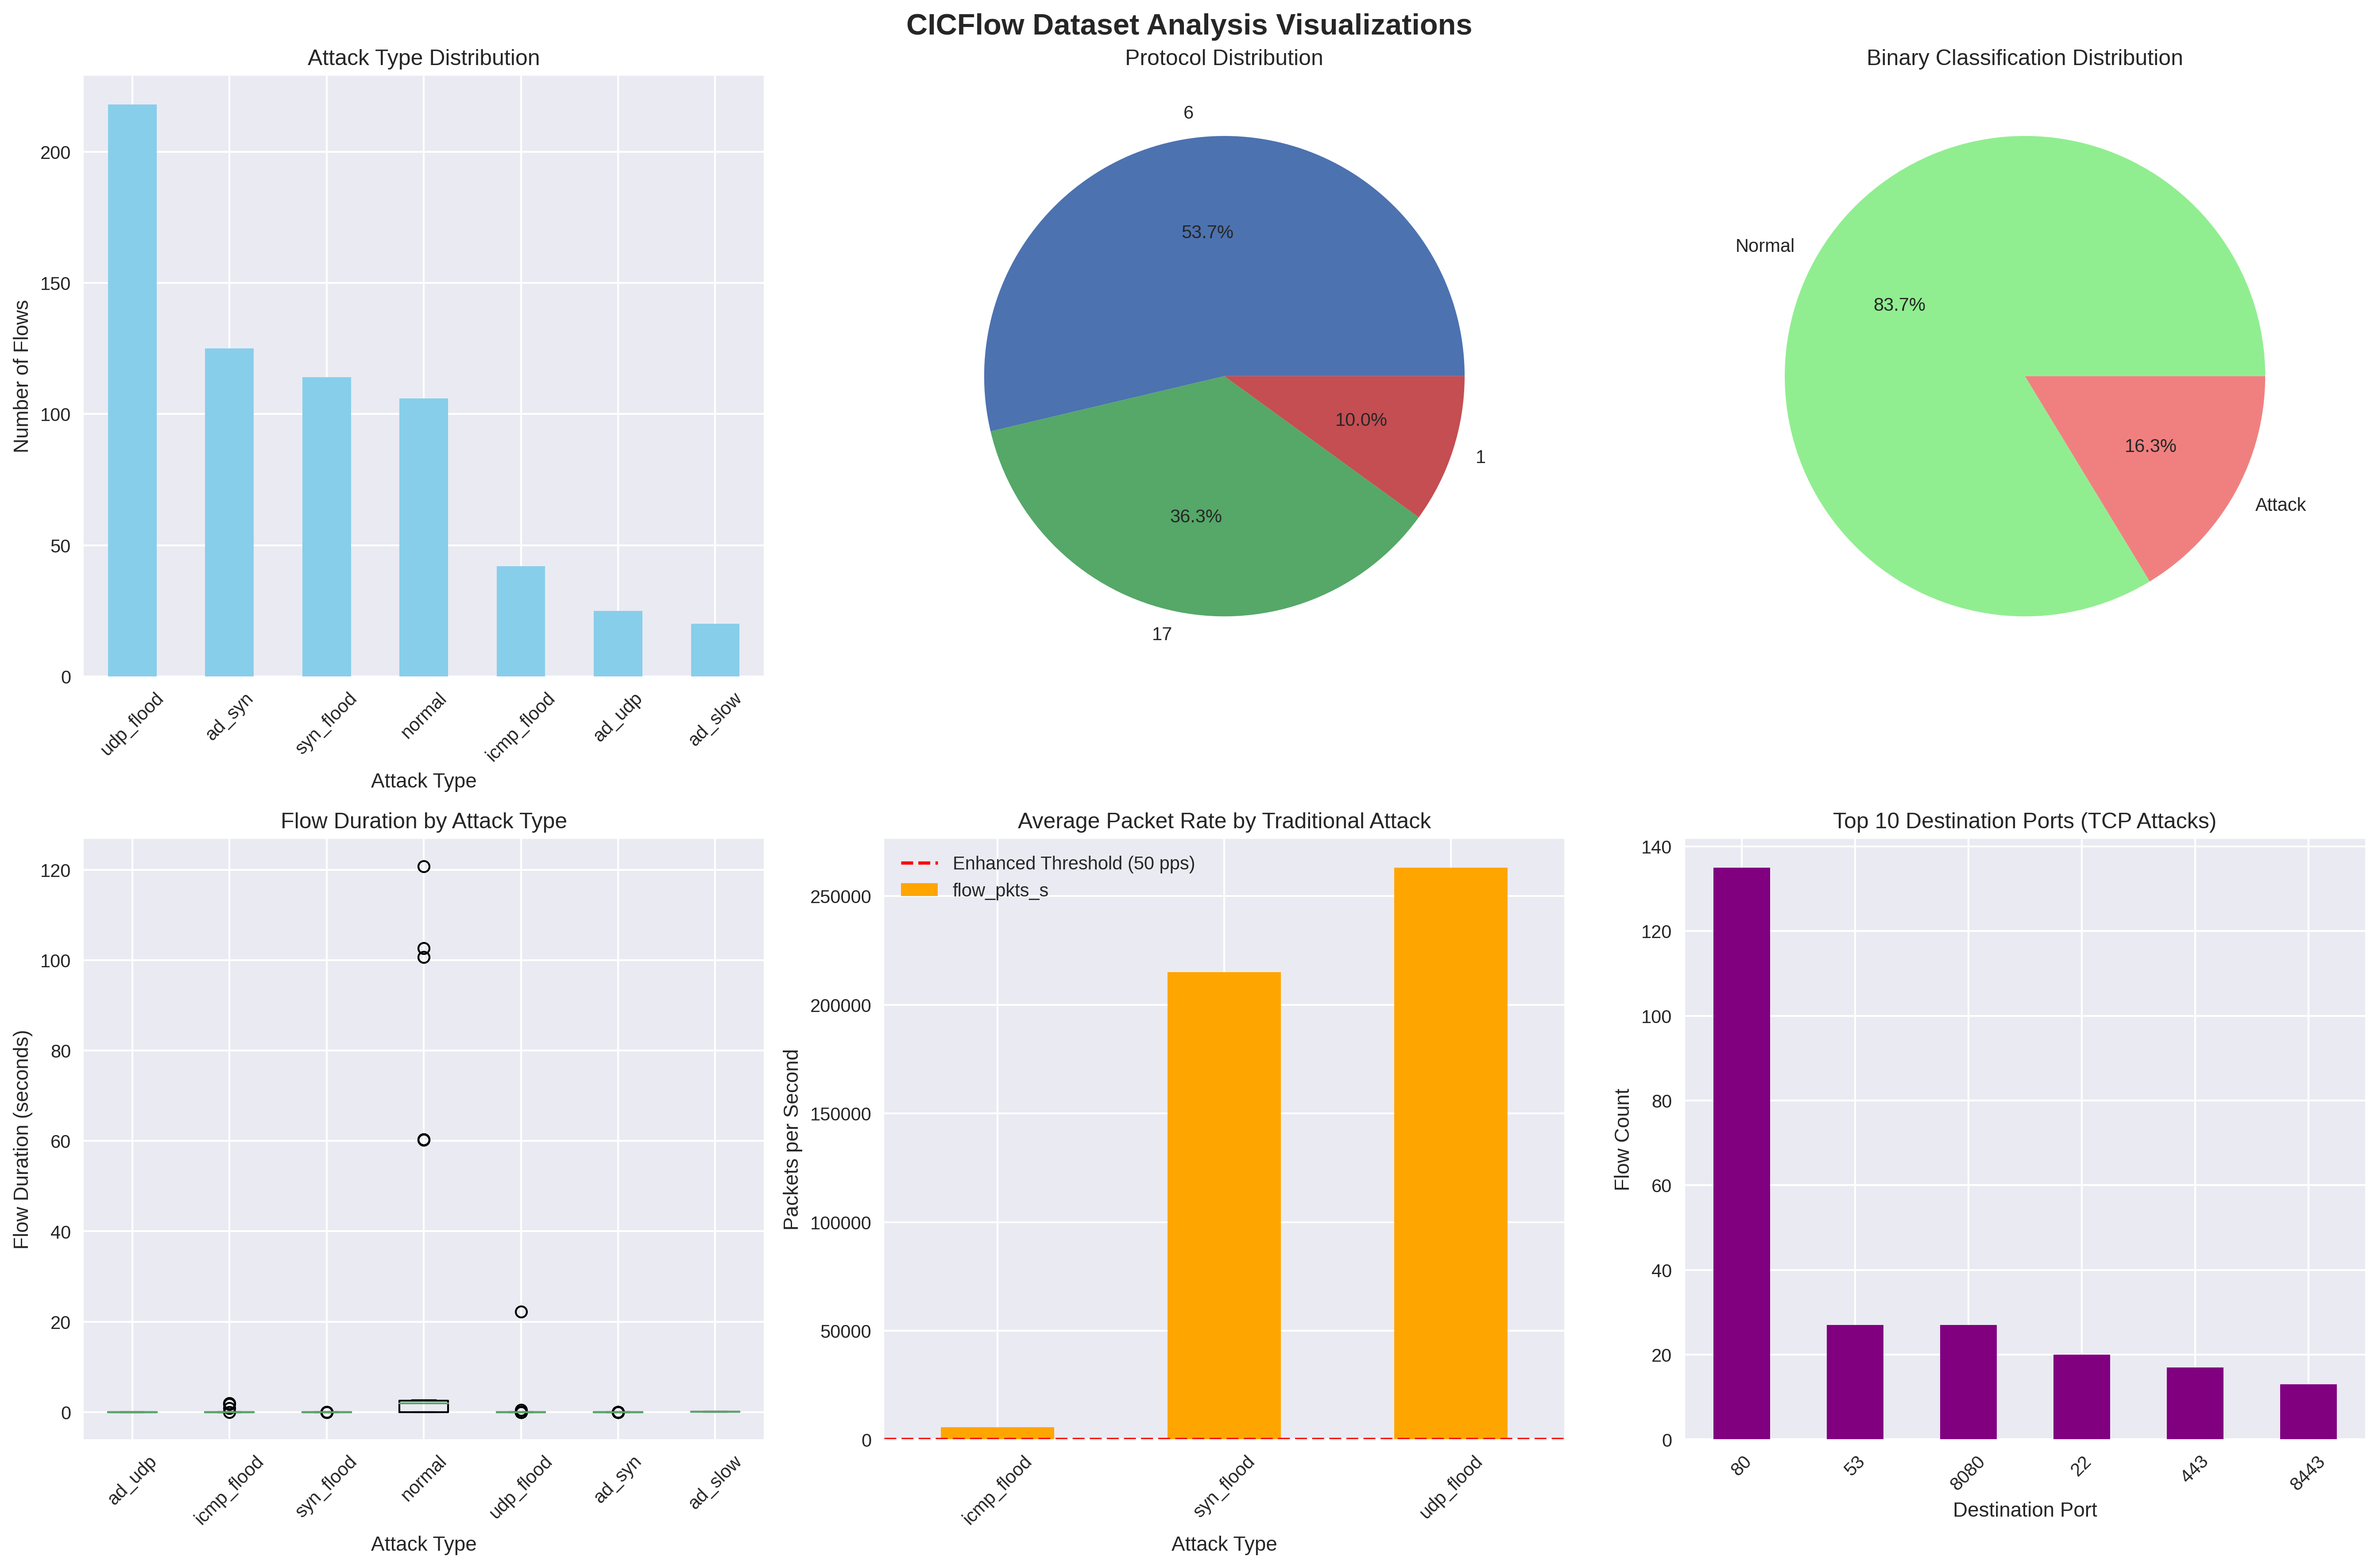 CICFlow Dataset Analysis Visualizations
Attack Type Distribution
Number of Flows
200
150
100
50
0
udp_flood
ad_syn
syn_flood
normal
icmp_flood
ad_udp
ad_slow
Attack Type
Protocol Distribution
6
53.7%
10.0%
1
36.3%
17
Binary Classification Distribution
Normal
83.7%
16.3%
Attack
Flow Duration by Attack Type
Flow Duration (seconds)
120
100
80
60
40
20
0
ad_udp
icmp_flood
syn_flood
normal
udp_flood
ad_syn
ad_slow
Attack Type
Average Packet Rate by Traditional Attack
Enhanced Threshold (50 pps)
flow_pkts_s
Packets per Second
250000
200000
150000
100000
50000
0
icmp_flood
syn_flood
udp_flood
Attack Type
Top 10 Destination Ports (TCP Attacks)
Flow Count
140
120
100
80
60
40
20
0
80
53
8080
22
443
8443
Destination Port